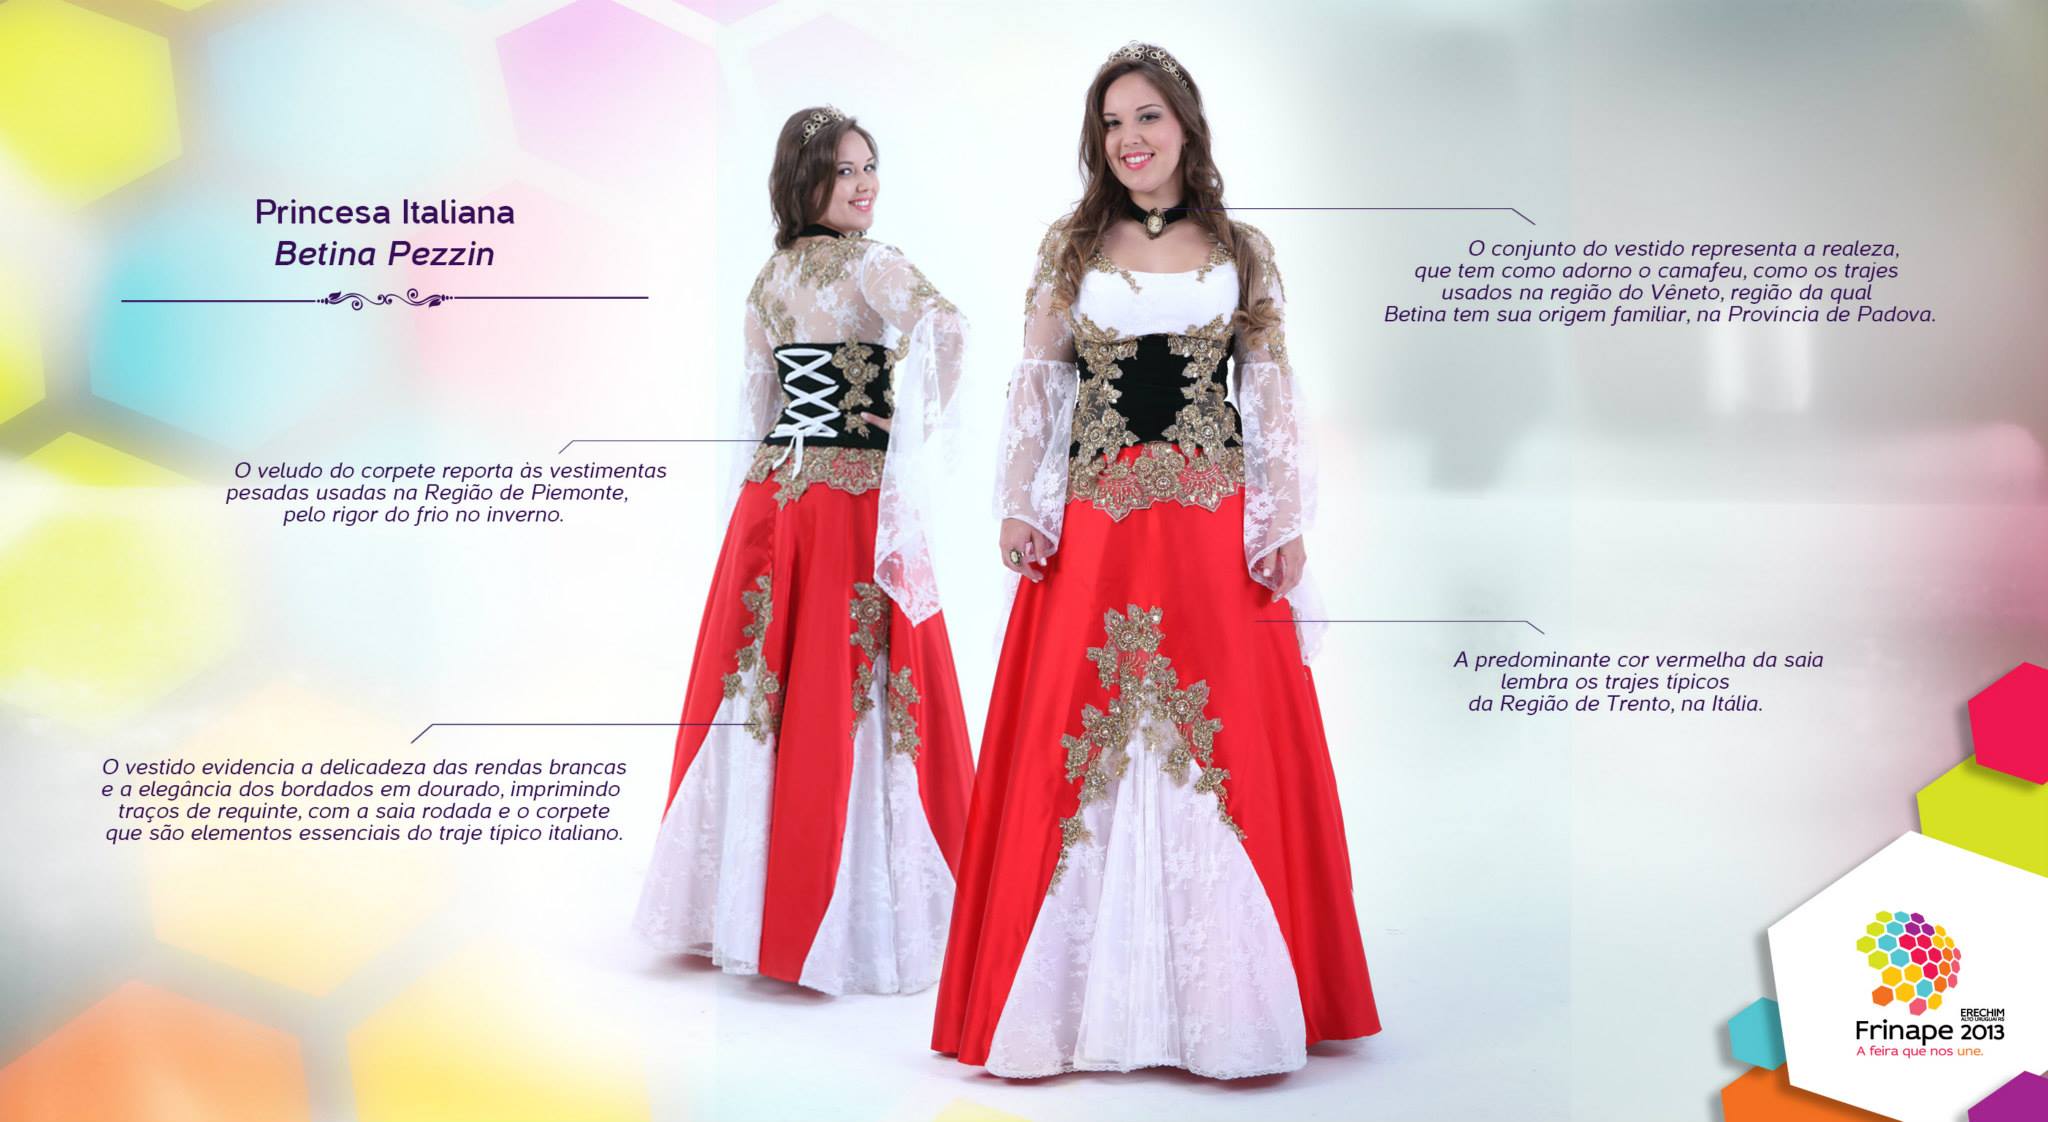 Princesa Italiana
Betina Pezzin
O conjunto do vestido representa a realeza,
que tem como adorno o camafeu, como os trajes
usados na região do Vêneto, região da qual
Betina tem sua origem familiar, na Provincia de Padova.
O veludo do corpete reporta às vestimentas
pesadas usadas na Região de Piemonte,
pelo rigor do frio no inverno.
A predominante cor vermelha da saia
lembra os trajes típicos
da Região de Trento, na Itália.
O vestido evidencia a delicadeza das rendas brancas
e a elegância dos bordados em dourado, imprimindo
traços de requinte, com a saia rodada e o corpete
que são elementos essenciais do traje típico italiano.
ERECHIM
ALTO URUGUAI RS
Frinape 2013
A feira que nos une.